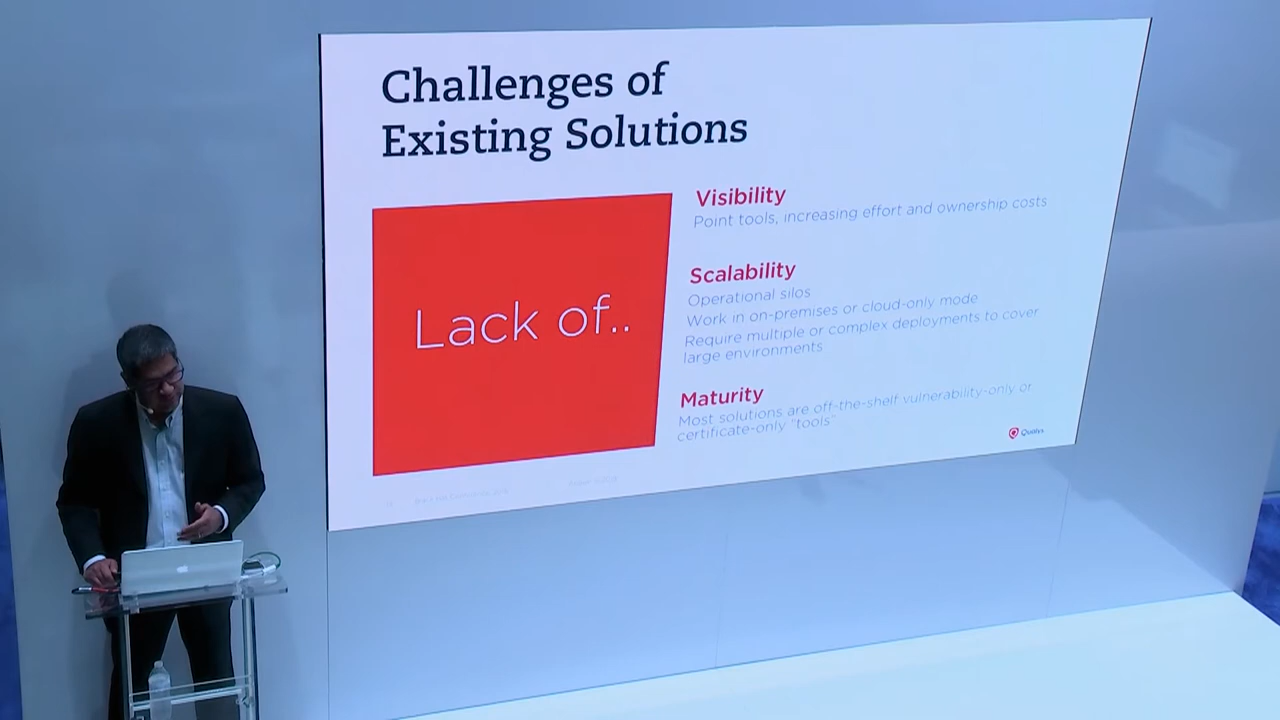 Challenges of
Existing Solutions
Lack of..
Visibility
Point tools, increasing effort and ownership costs
Scalability
Operational silos
Work in on-premises or cloud-only mode
Require multiple or complex deployments to cover
large environments
Maturity
Most solutions are off-the-shelf vulnerability-only or
certificate-only "tools"
Qualys